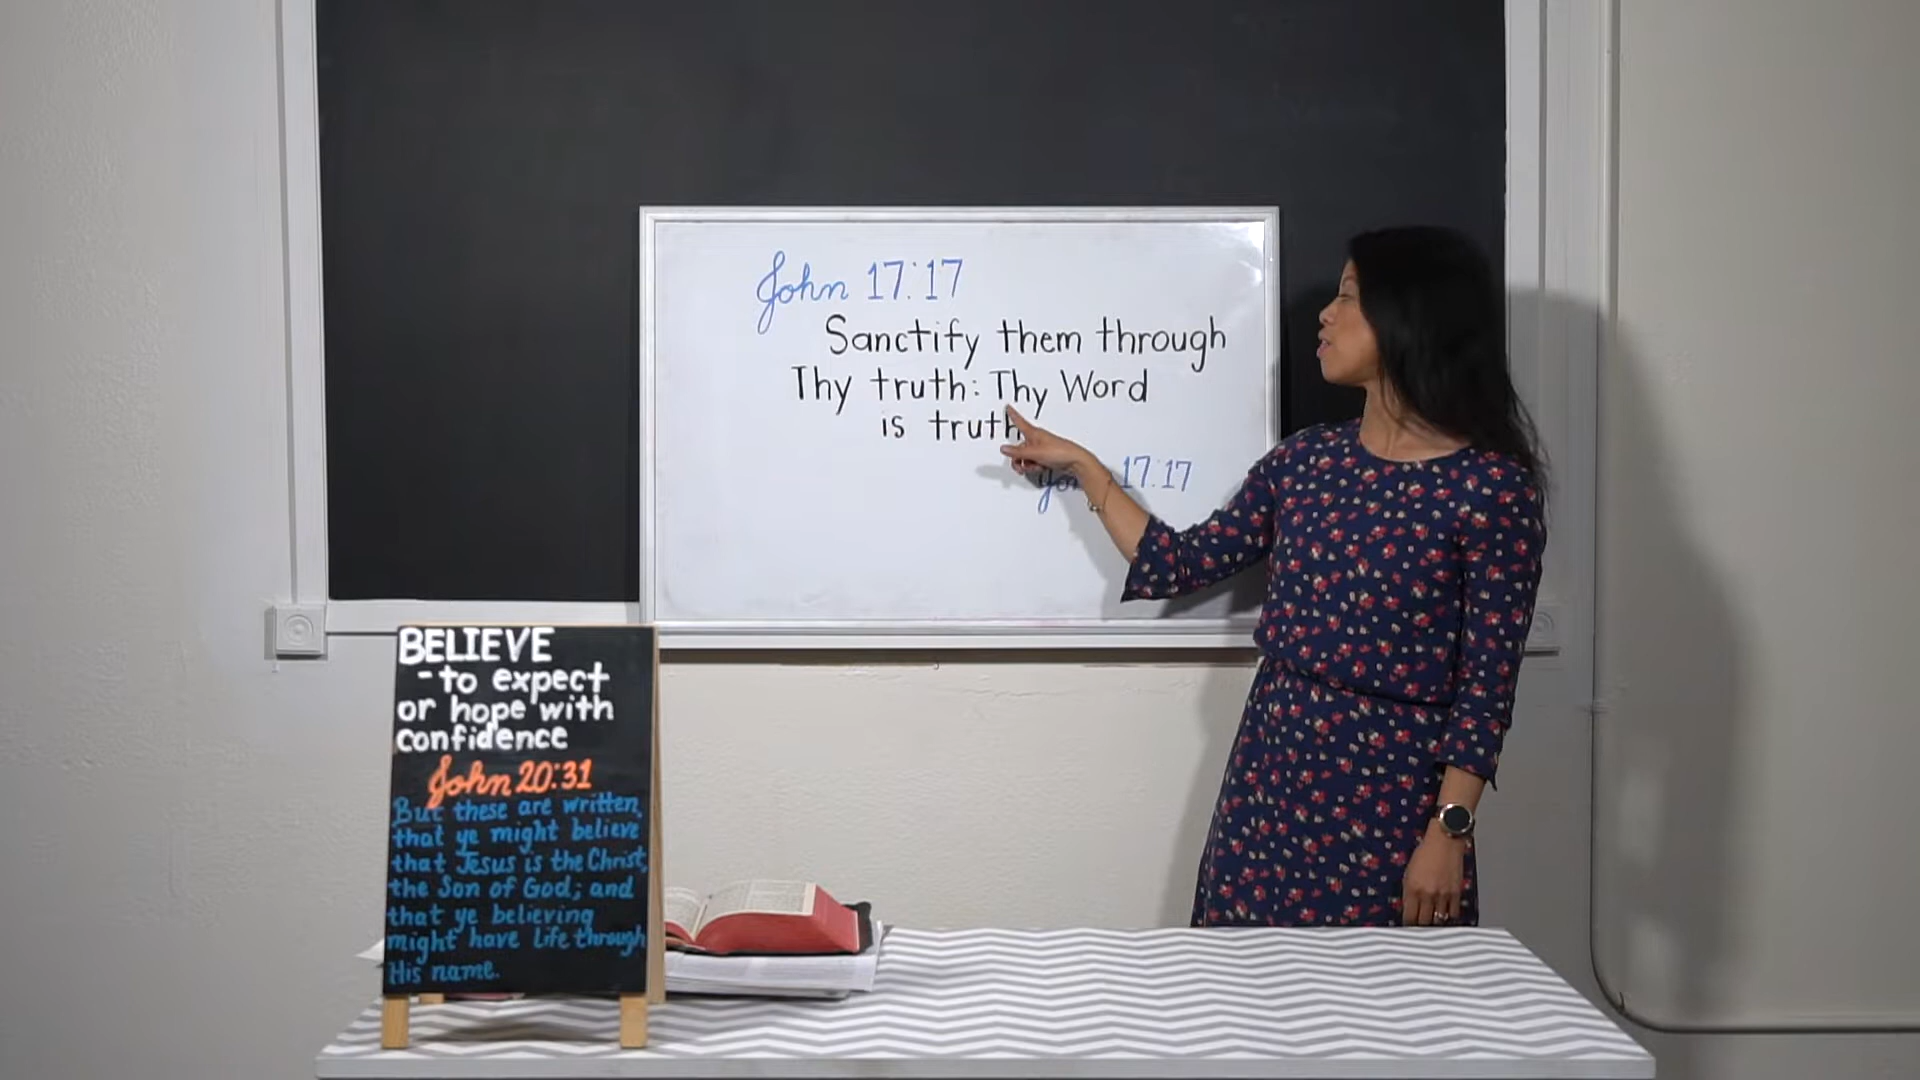 John 17:17
Sanctify them through
Thy truth: Thy Word
is truth
17:17
BELIEVE
- to expect
or hope with
confidence
John 20:31
But these are written,
that ye might believe
that Jesus is the Christ,
the Son of God; and
that ye believing
might have life through
His name.